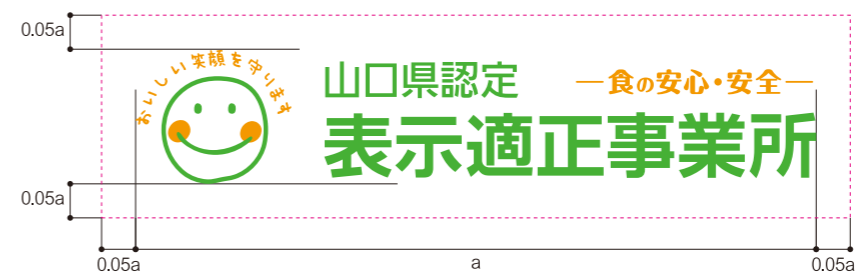 0.05a
おいしい笑顔を守ります
山口県認定
―食の安心・安全―
表示適正事業所
0.05a
0.05a
a
0.05a